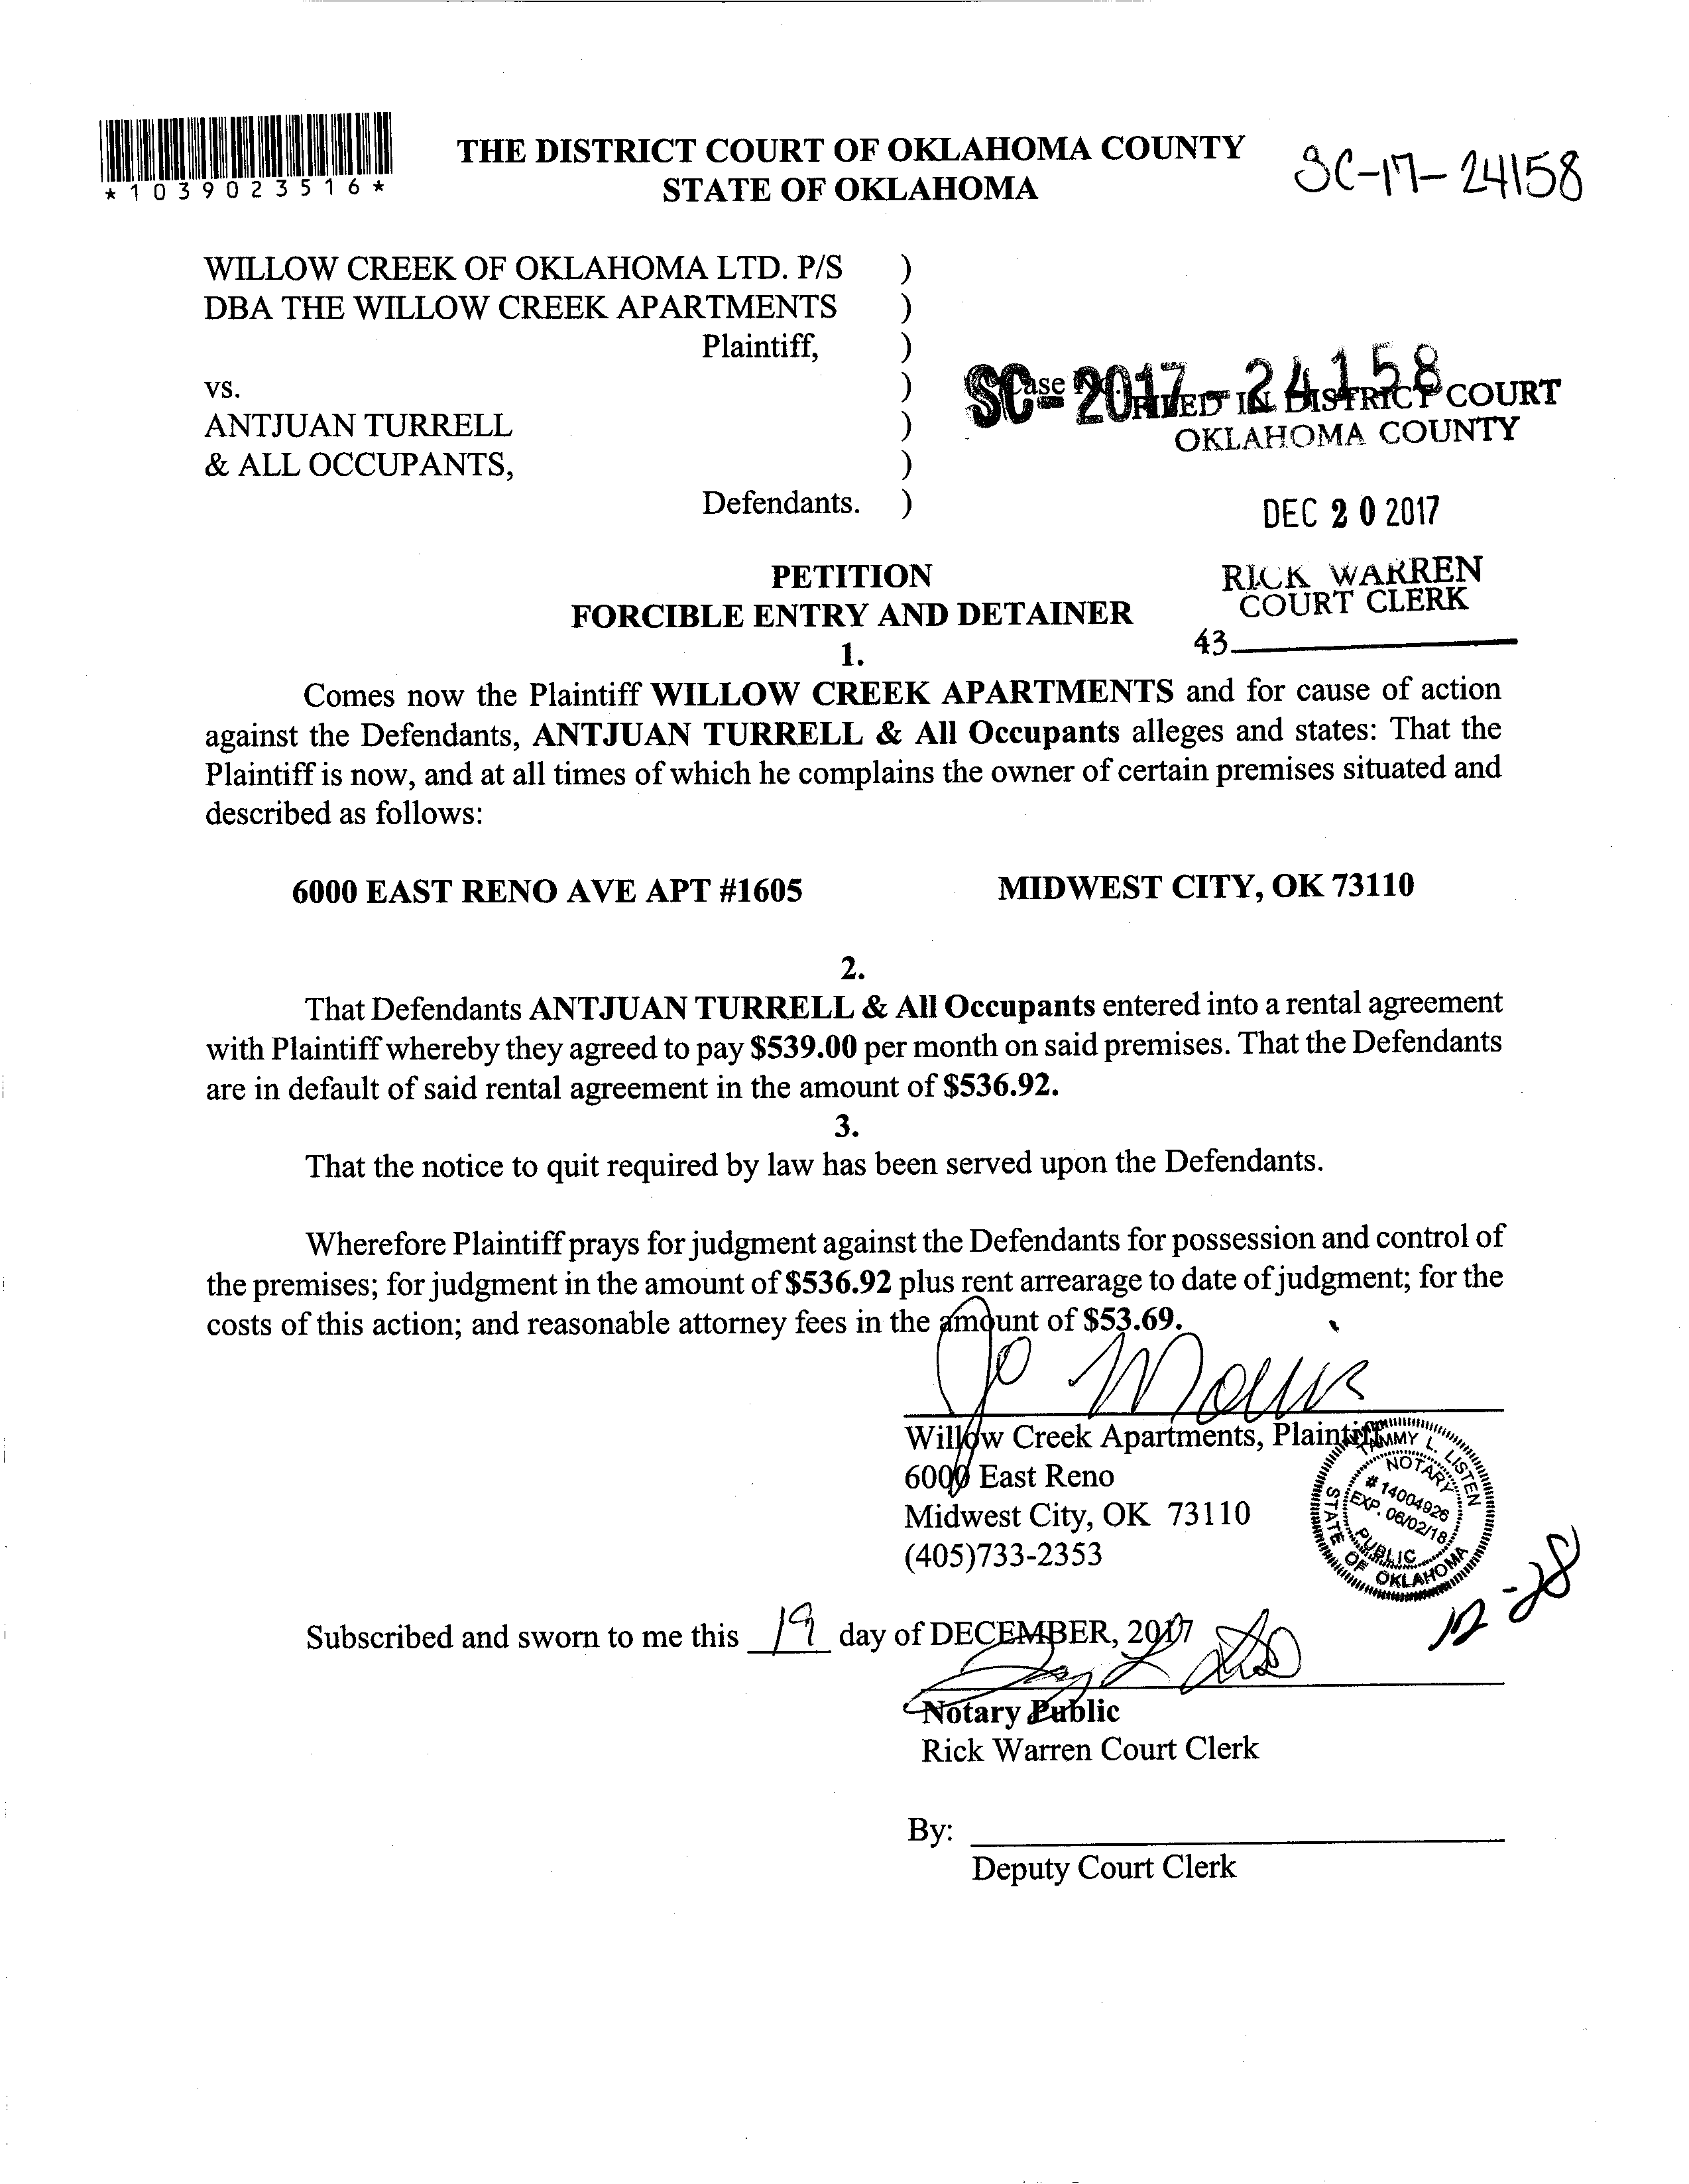 *1039023516*
THE DISTRICT COURT OF OKLAHOMA COUNTY
STATE OF OKLAHOMA
SC-17-24158
WILLOW CREEK OF OKLAHOMA LTD. P/S )
DBA THE WILLOW CREEK APARTMENTS )
Plaintiff, )
vs. )
ANTJUAN TURRELL )
& ALL OCCUPANTS, )
Defendants. )
Case
SC-2017-24158
FILED IN DISTRICT COURT
OKLAHOMA COUNTY
DEC 20 2017
RICK WARREN
COURT CLERK
43
PETITION
FORCIBLE ENTRY AND DETAINER
1.
Comes now the Plaintiff WILLOW CREEK APARTMENTS and for cause of action
against the Defendants, ANTJUAN TURRELL & All Occupants alleges and states: That the
Plaintiff is now, and at all times of which he complains the owner of certain premises situated and
described as follows:
6000 EAST RENO AVE APT #1605 MIDWEST CITY, OK 73110
2.
That Defendants ANTJUAN TURRELL & All Occupants entered into a rental agreement
with Plaintiff whereby they agreed to pay $539.00 per month on said premises. That the Defendants
are in default of said rental agreement in the amount of $536.92.
3.
That the notice to quit required by law has been served upon the Defendants.
Wherefore Plaintiff prays for judgment against the Defendants for possession and control of
the premises; for judgment in the amount of $536.92 plus rent arrearage to date of judgment; for the
costs of this action; and reasonable attorney fees in the amount of $53.69.
Jo Morris
Willow Creek Apartments, Plaintiff
6000 East Reno
Midwest City, OK 73110
(405)733-2353
TAMMY L. LISTEN
NOTARY
# 14004926
EXP. 06/02/18
PUBLIC
STATE OF OKLAHOMA
12-28
Subscribed and sworn to me this 19 day of DECEMBER, 2017
Notary Public
Rick Warren Court Clerk
By:
Deputy Court Clerk